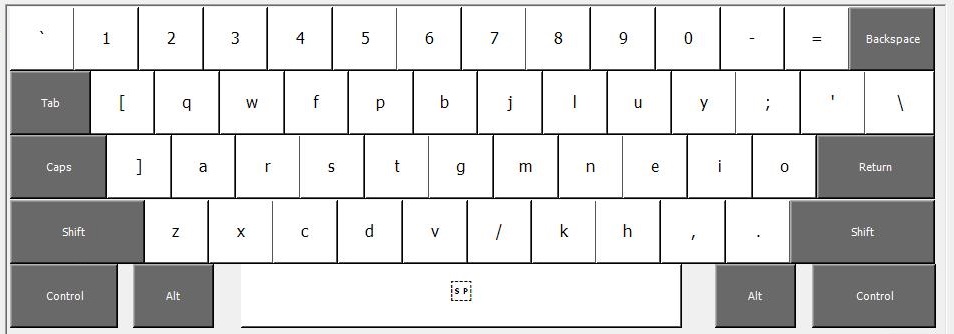 ` 1 2 3 4 5 6 7 8 9 0 - = Backspace
Tab [ q w f p b j l u y ; ' \
Caps ] a r s t g m n e i o Return
Shift z x c d v / k h , . Shift
Control Alt SP Alt Control